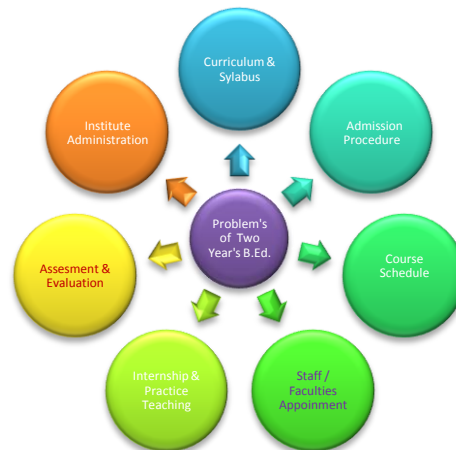 Curriculum &
Sylabus
Admission
Procedure
Course
Schedule
Staff /
Faculties
Appoinment
Internship &
Practice
Teaching
Assesment &
Evaluation
Institute
Administration
Problem's
of Two
Year's B.Ed.